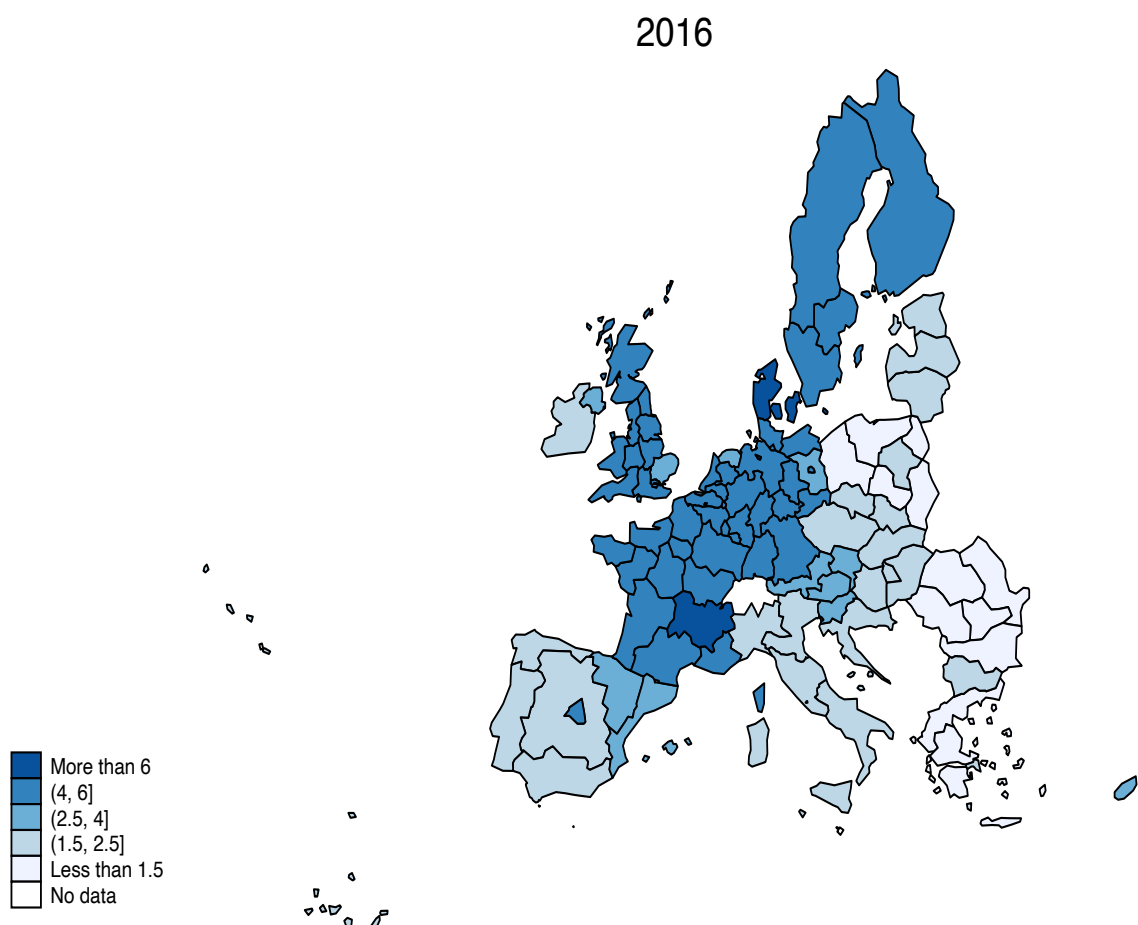 2016
More than 6
(4, 6]
(2.5, 4]
(1.5, 2.5]
Less than 1.5
No data